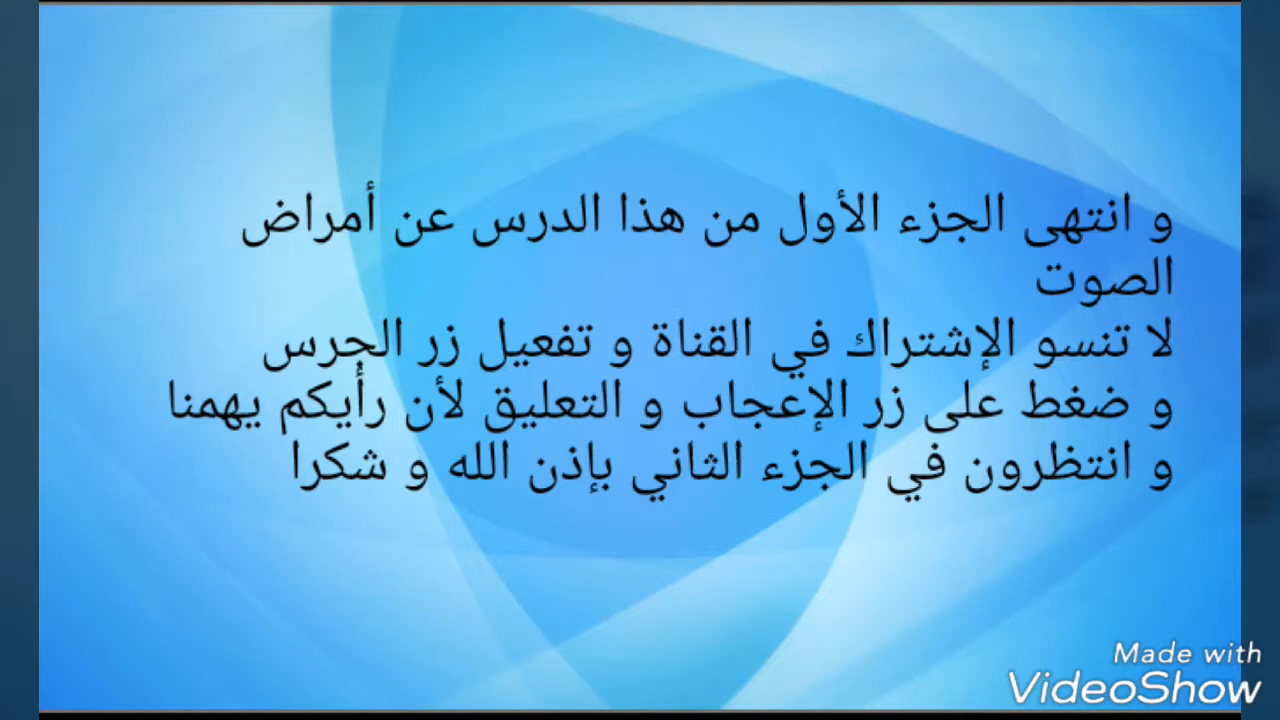 و انتهى الجزء الأول من هذا الدرس عن أمراض
الصوت
لا تنسو الإشتراك في القناة و تفعيل زر الجرس
و ضغط على زر الإعجاب و التعليق لأن رأيكم يهمنا
و انتظرون في الجزء الثاني بإذن الله و شكرا
Made with
VideoShow